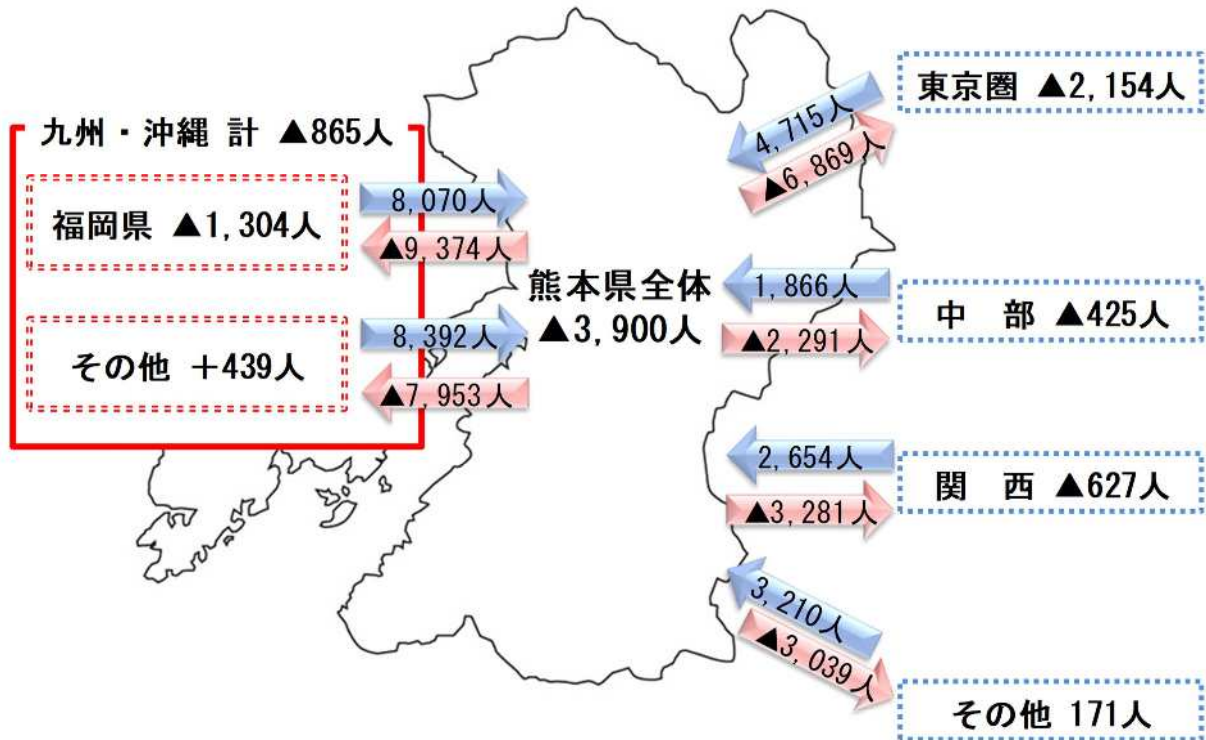 九州・沖縄 計 ▲865人
福岡県 ▲1,304人
8,070人
▲9,374人
その他 +439人
8,392人
▲7,953人
熊本県全体
▲3,900人
東京圏 ▲2,154人
4,715人
▲6,869人
中 部 ▲425人
1,866人
▲2,291人
関 西 ▲627人
2,654人
▲3,281人
その他 171人
3,210人
▲3,039人